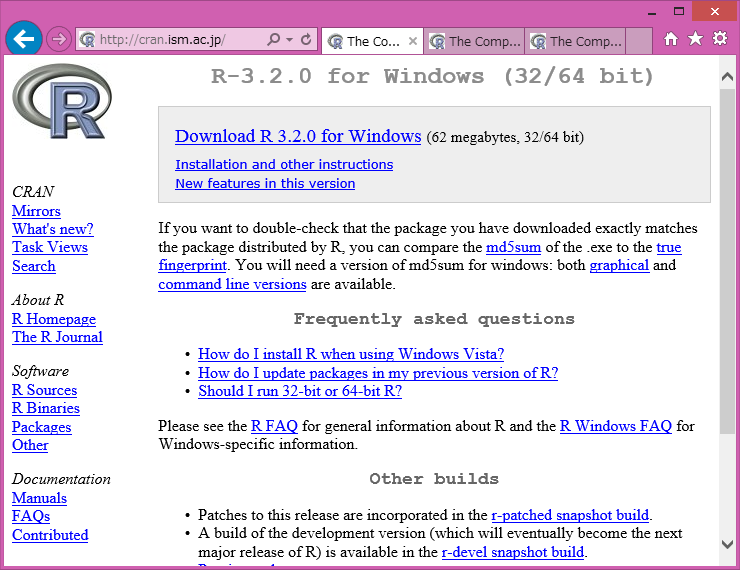 http://cran.ism.ac.jp/
The Co...
The Comp...
The Comp...
R
CRAN
Mirrors
What's new?
Task Views
Search
About R
R Homepage
The R Journal
Software
R Sources
R Binaries
Packages
Other
Documentation
Manuals
FAQs
Contributed
R-3.2.0 for Windows (32/64 bit)
Download R 3.2.0 for Windows (62 megabytes, 32/64 bit)
Installation and other instructions
New features in this version
If you want to double-check that the package you have downloaded exactly matches
the package distributed by R, you can compare the md5sum of the .exe to the true
fingerprint. You will need a version of md5sum for windows: both graphical and
command line versions are available.
Frequently asked questions
• How do I install R when using Windows Vista?
• How do I update packages in my previous version of R?
• Should I run 32-bit or 64-bit R?
Please see the R FAQ for general information about R and the R Windows FAQ for
Windows-specific information.
Other builds
• Patches to this release are incorporated in the r-patched snapshot build.
• A build of the development version (which will eventually become the next
major release of R) is available in the r-devel snapshot build.